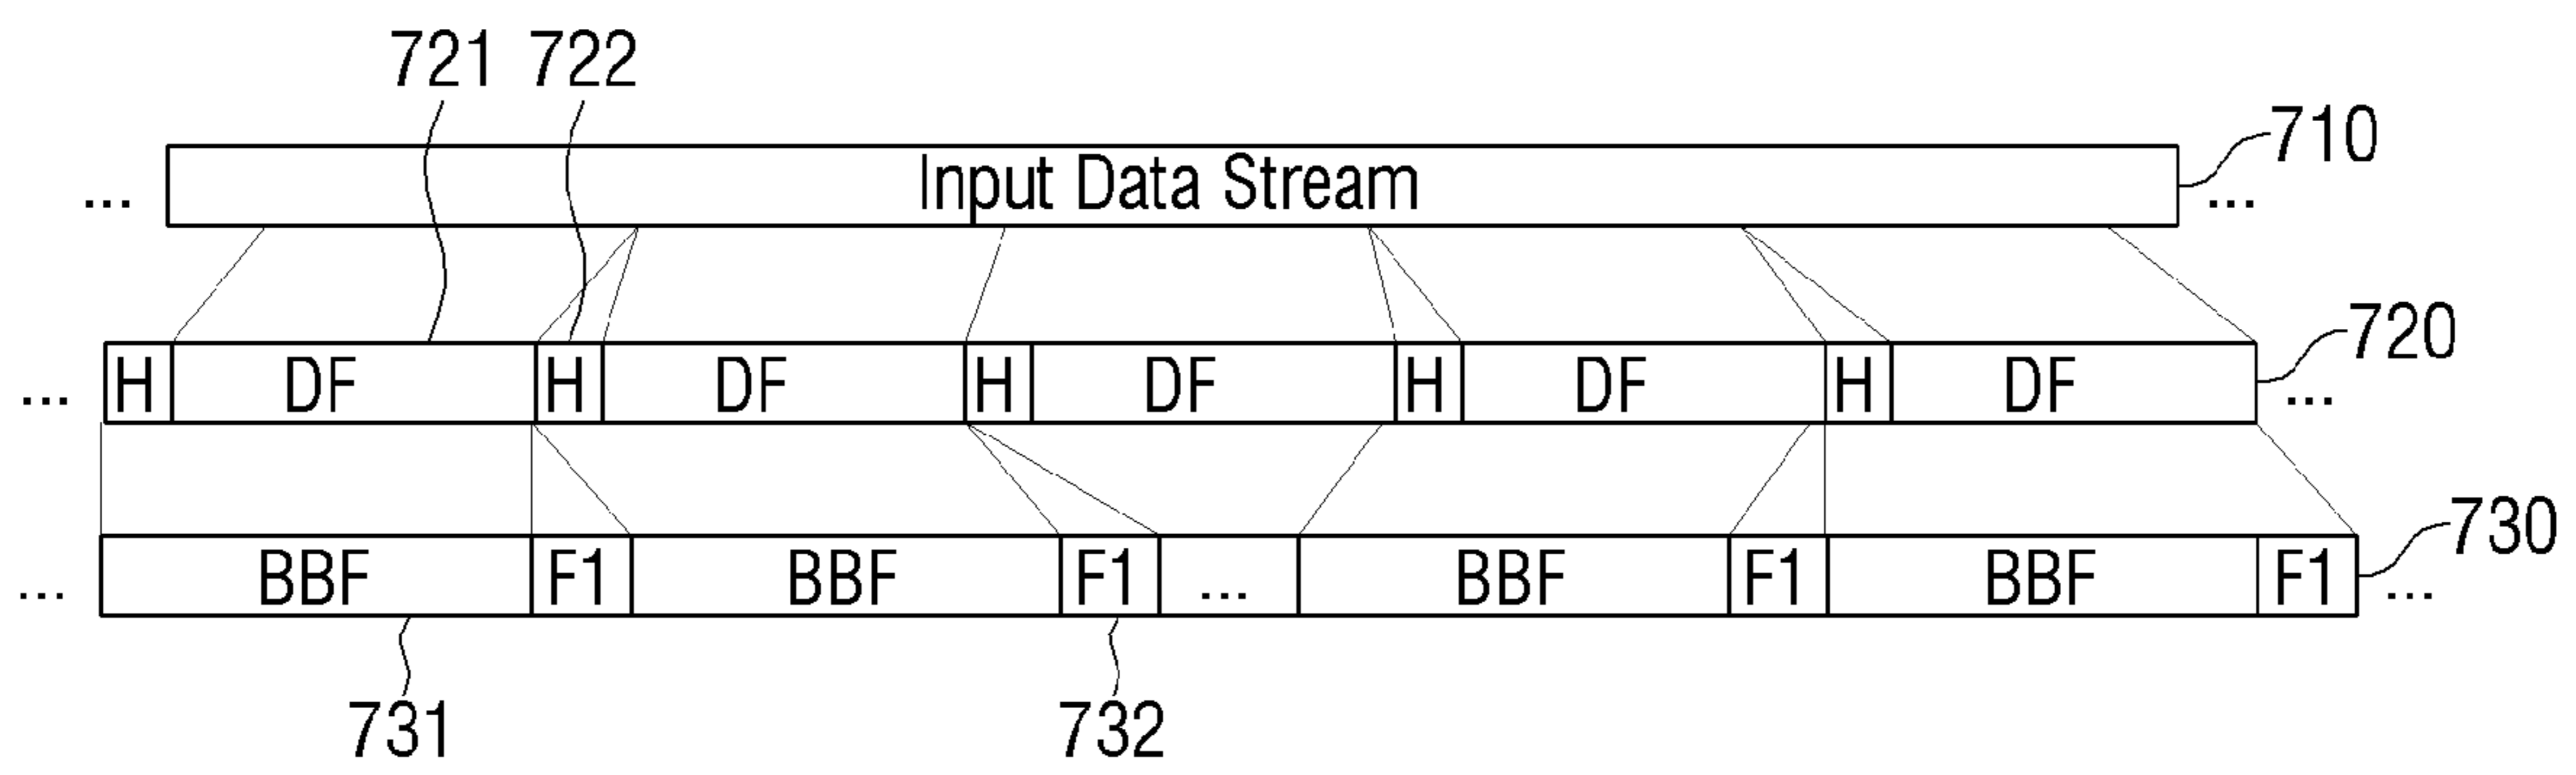 721 722
710
... Input Data Stream ...
720
... H DF H DF H DF H DF H DF ...
730
... BBF F1 BBF F1 ... BBF F1 BBF F1 ...
731 732